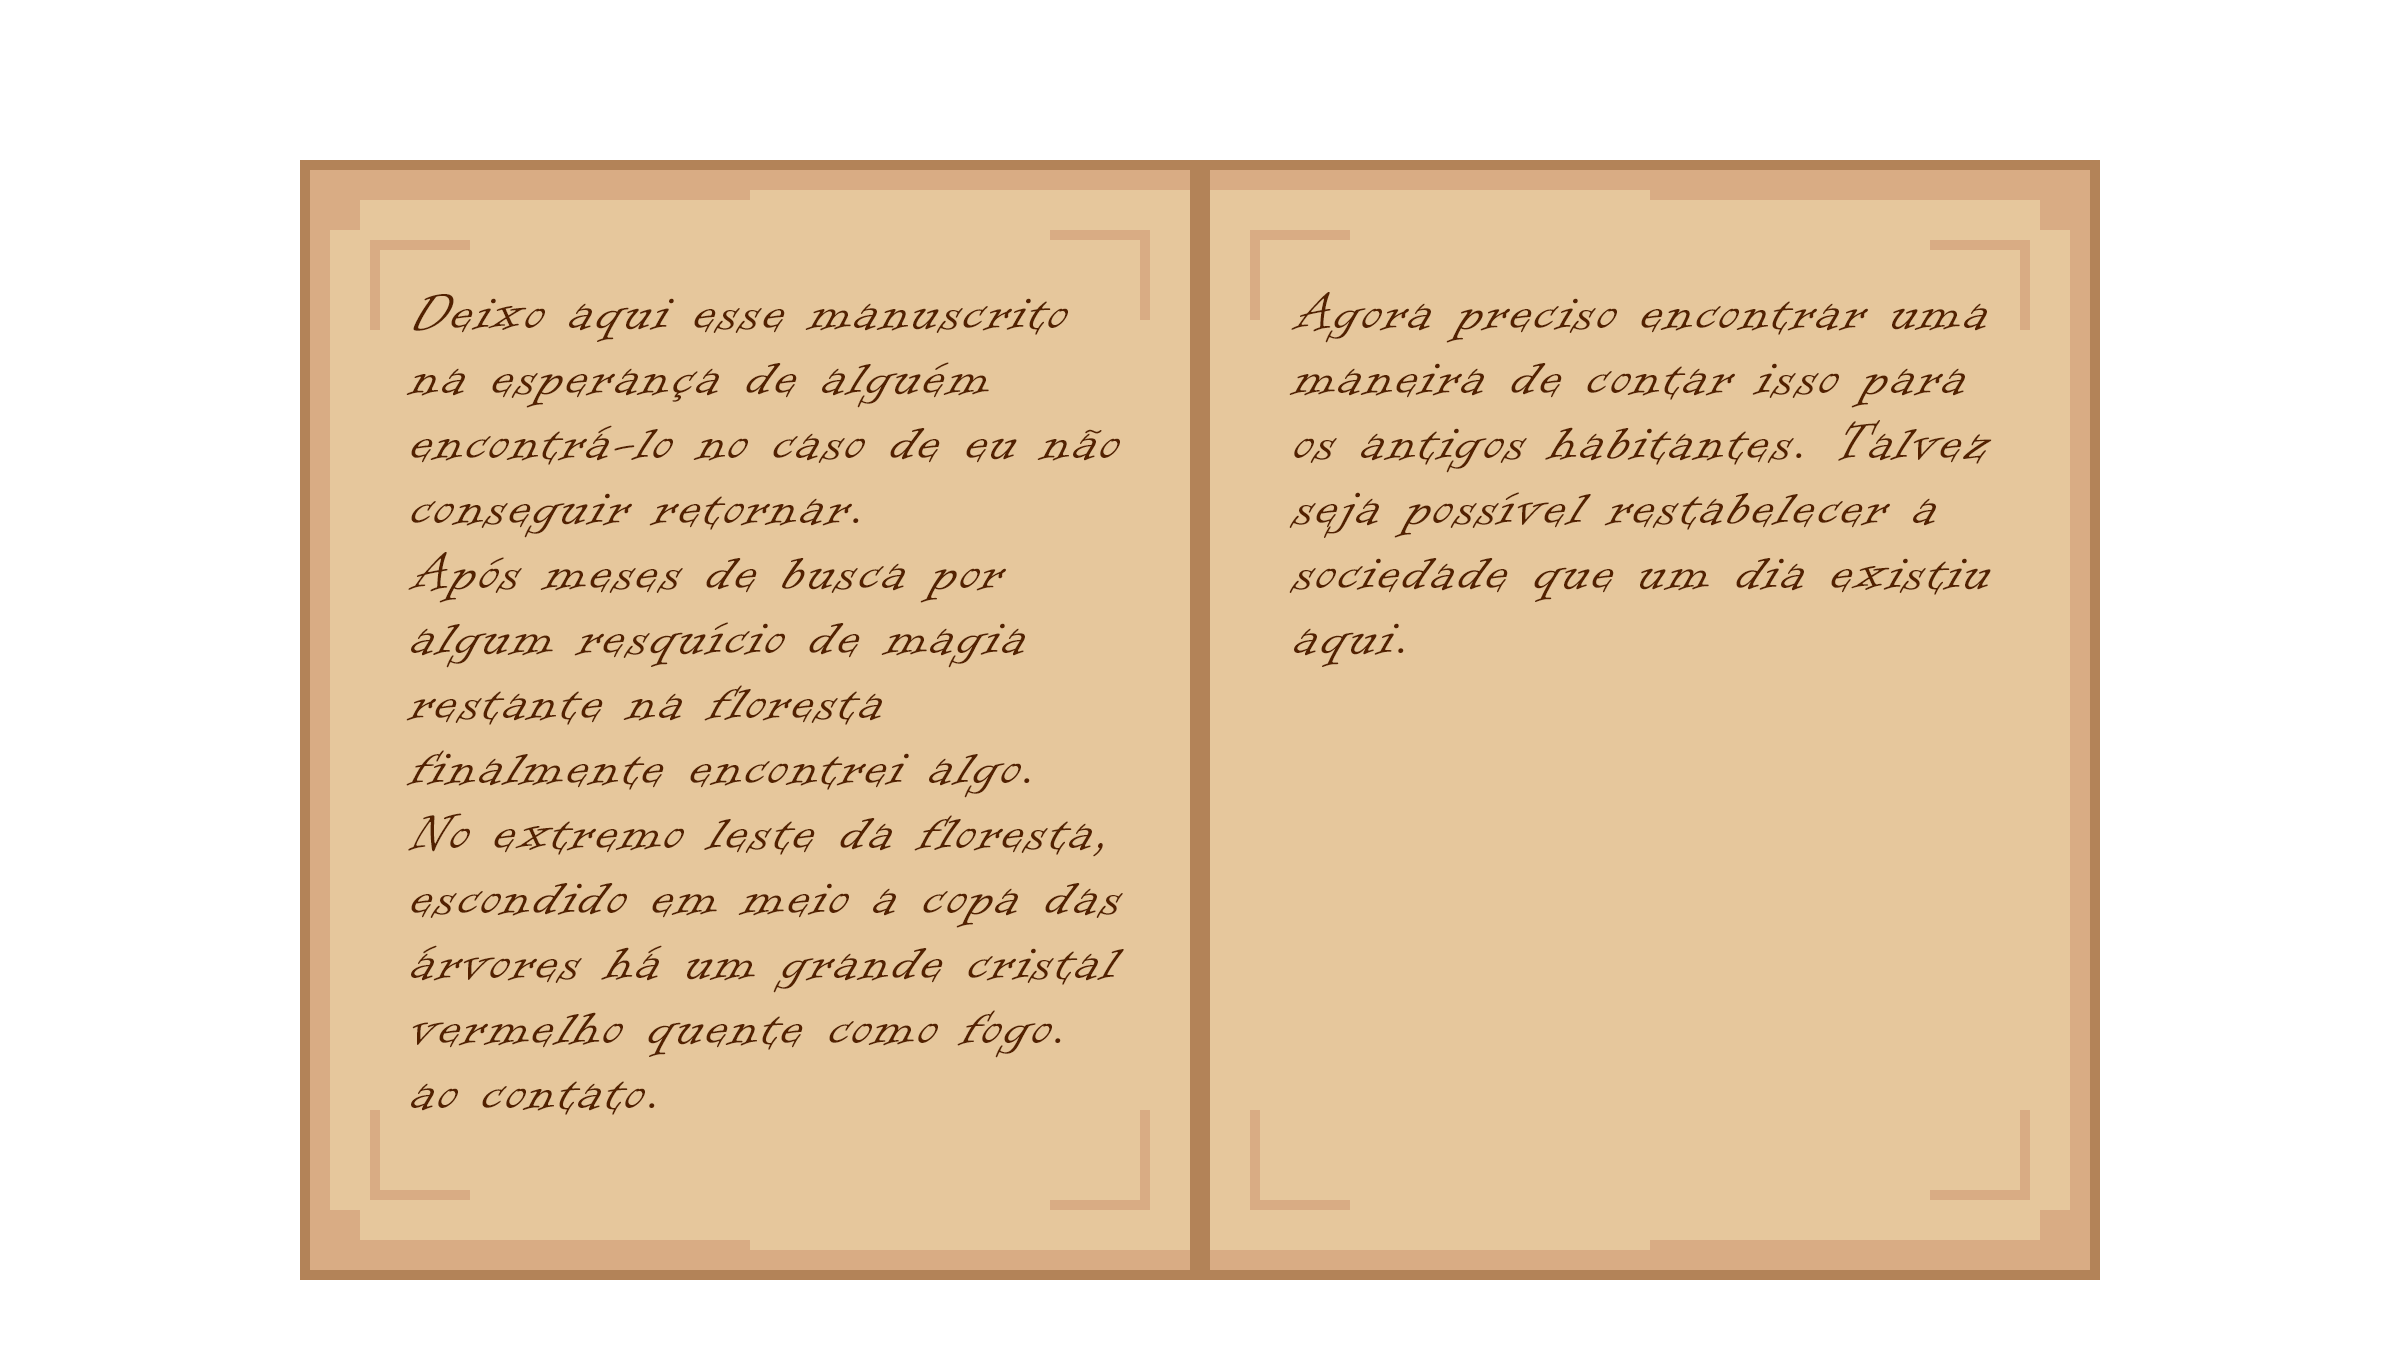 Deixo aqui esse manuscrito
na esperança de alguém
encontrá-lo no caso de eu não
conseguir retornar.
Após meses de busca por
algum resquício de magia
restante na floresta
finalmente encontrei algo.
No extremo leste da floresta,
escondido em meio a copa das
árvores há um grande cristal
vermelho quente como fogo.
ao contato.
Agora preciso encontrar uma
maneira de contar isso para
os antigos habitantes. Talvez
seja possível restabelecer a
sociedade que um dia existiu
aqui.